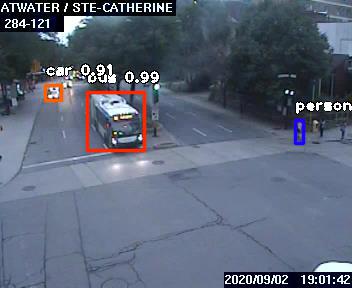 ATWATER / STE-CATHERINE
284-121
car 0.91
bus 0.99
person
2020/09/02 19:01:42